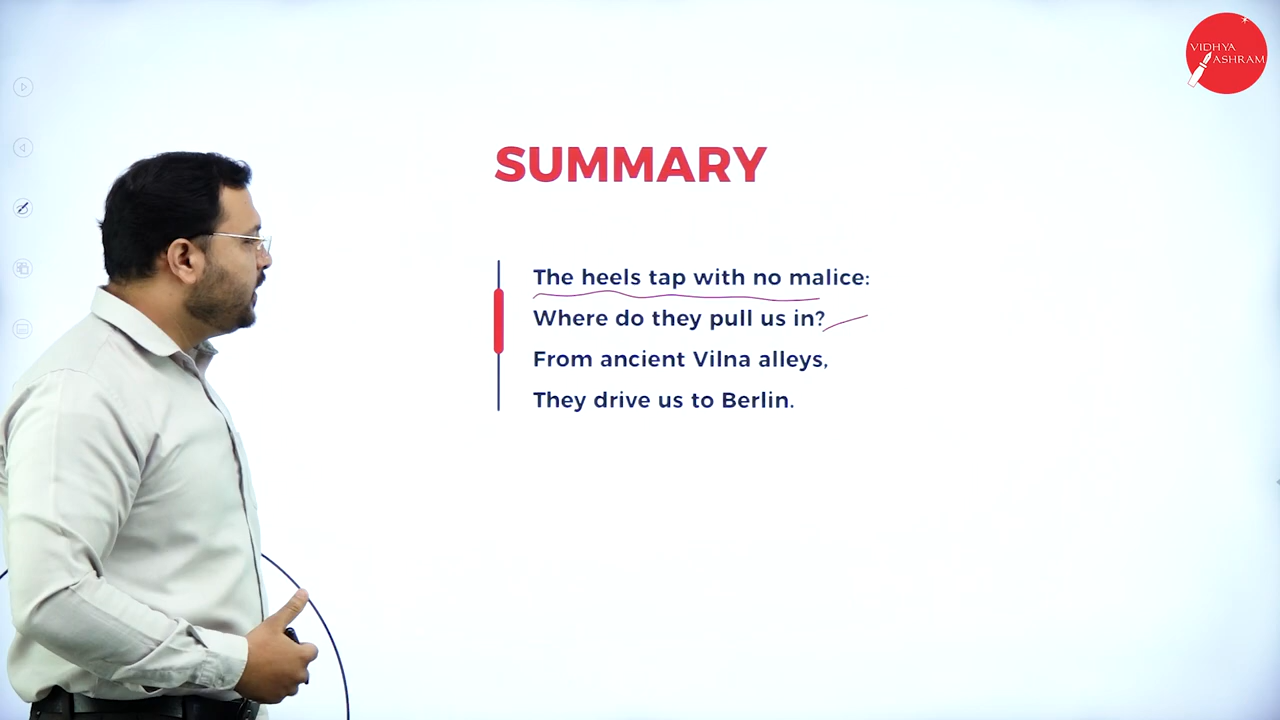 VIDHYA
ASHRAM
SUMMARY
The heels tap with no malice:
Where do they pull us in?
From ancient Vilna alleys,
They drive us to Berlin.